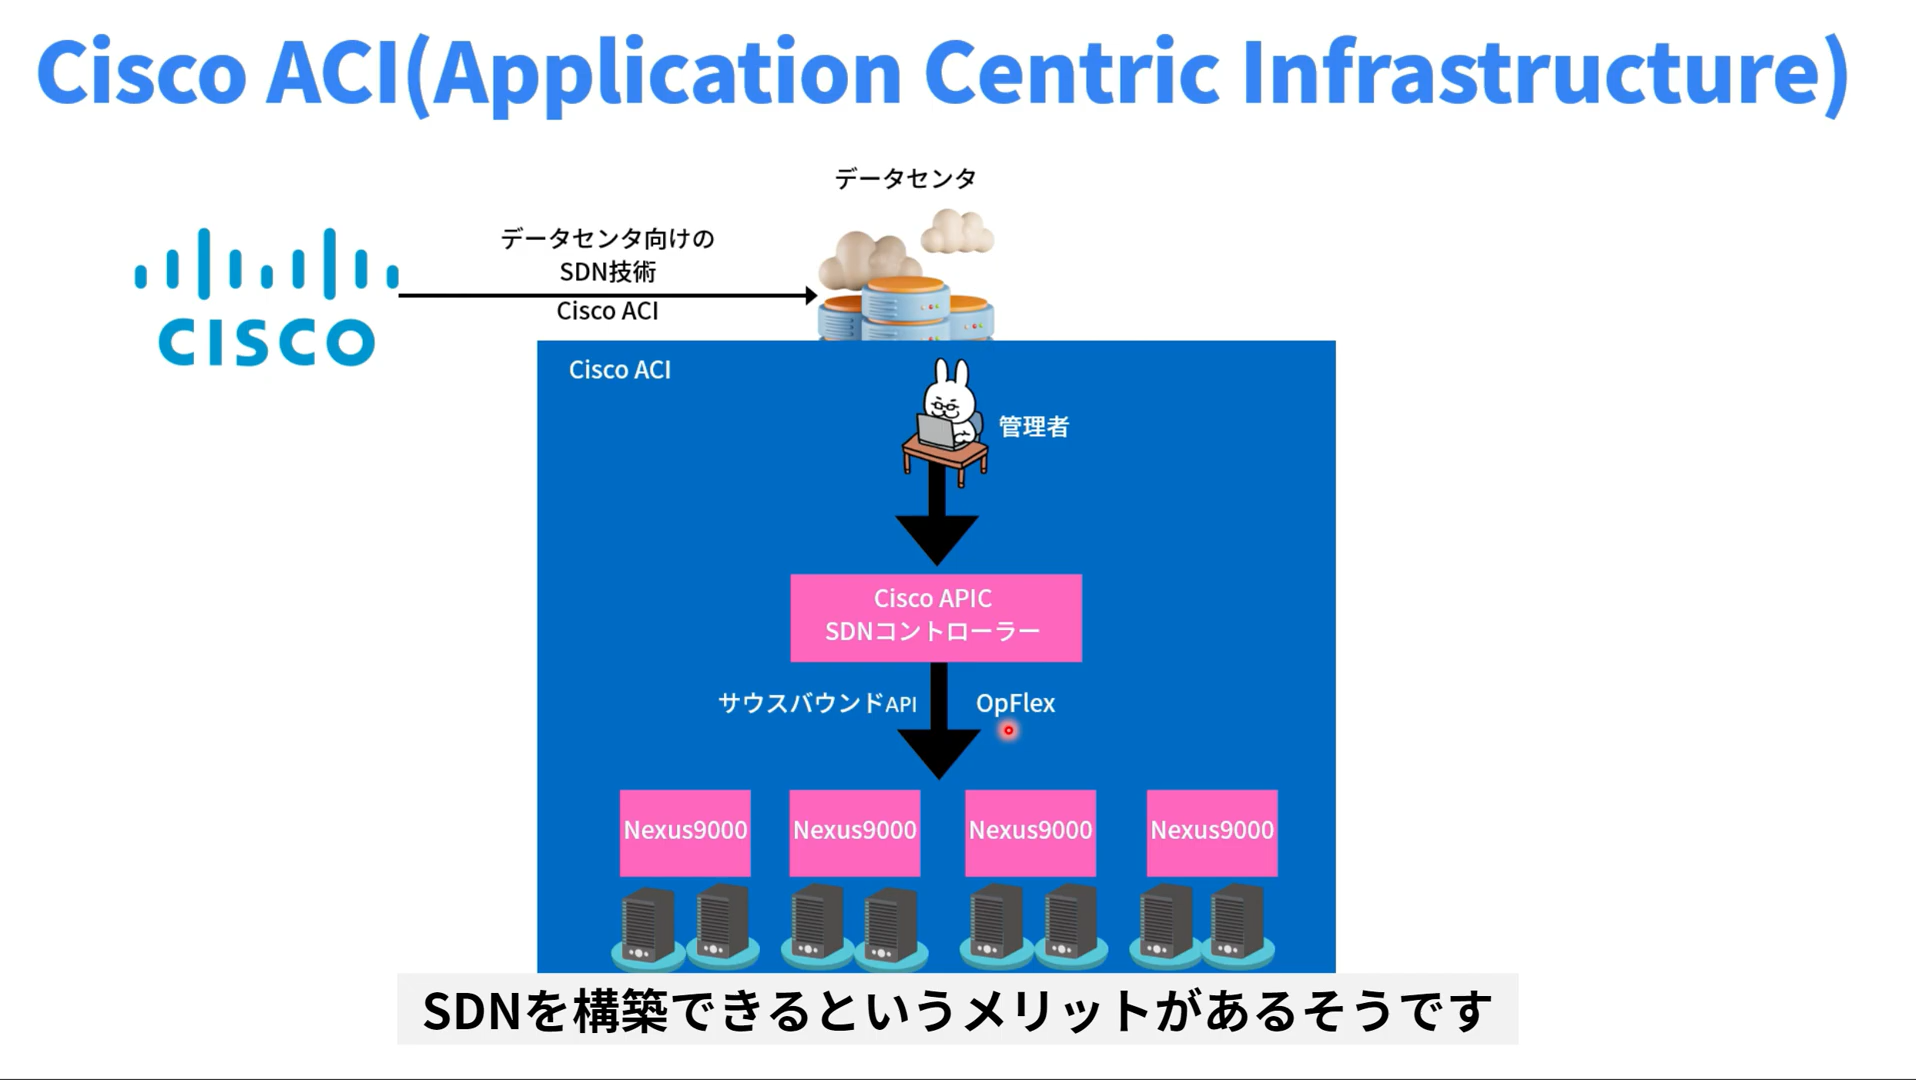 Cisco ACI(Application Centric Infrastructure)
データセンタ
データセンタ向けの
SDN技術
Cisco ACI
CISCO
Cisco ACI
管理者
Cisco APIC
SDNコントローラー
サウスバウンドAPI
OpFlex
Nexus9000
Nexus9000
Nexus9000
Nexus9000
SDNを構築できるというメリットがあるそうです